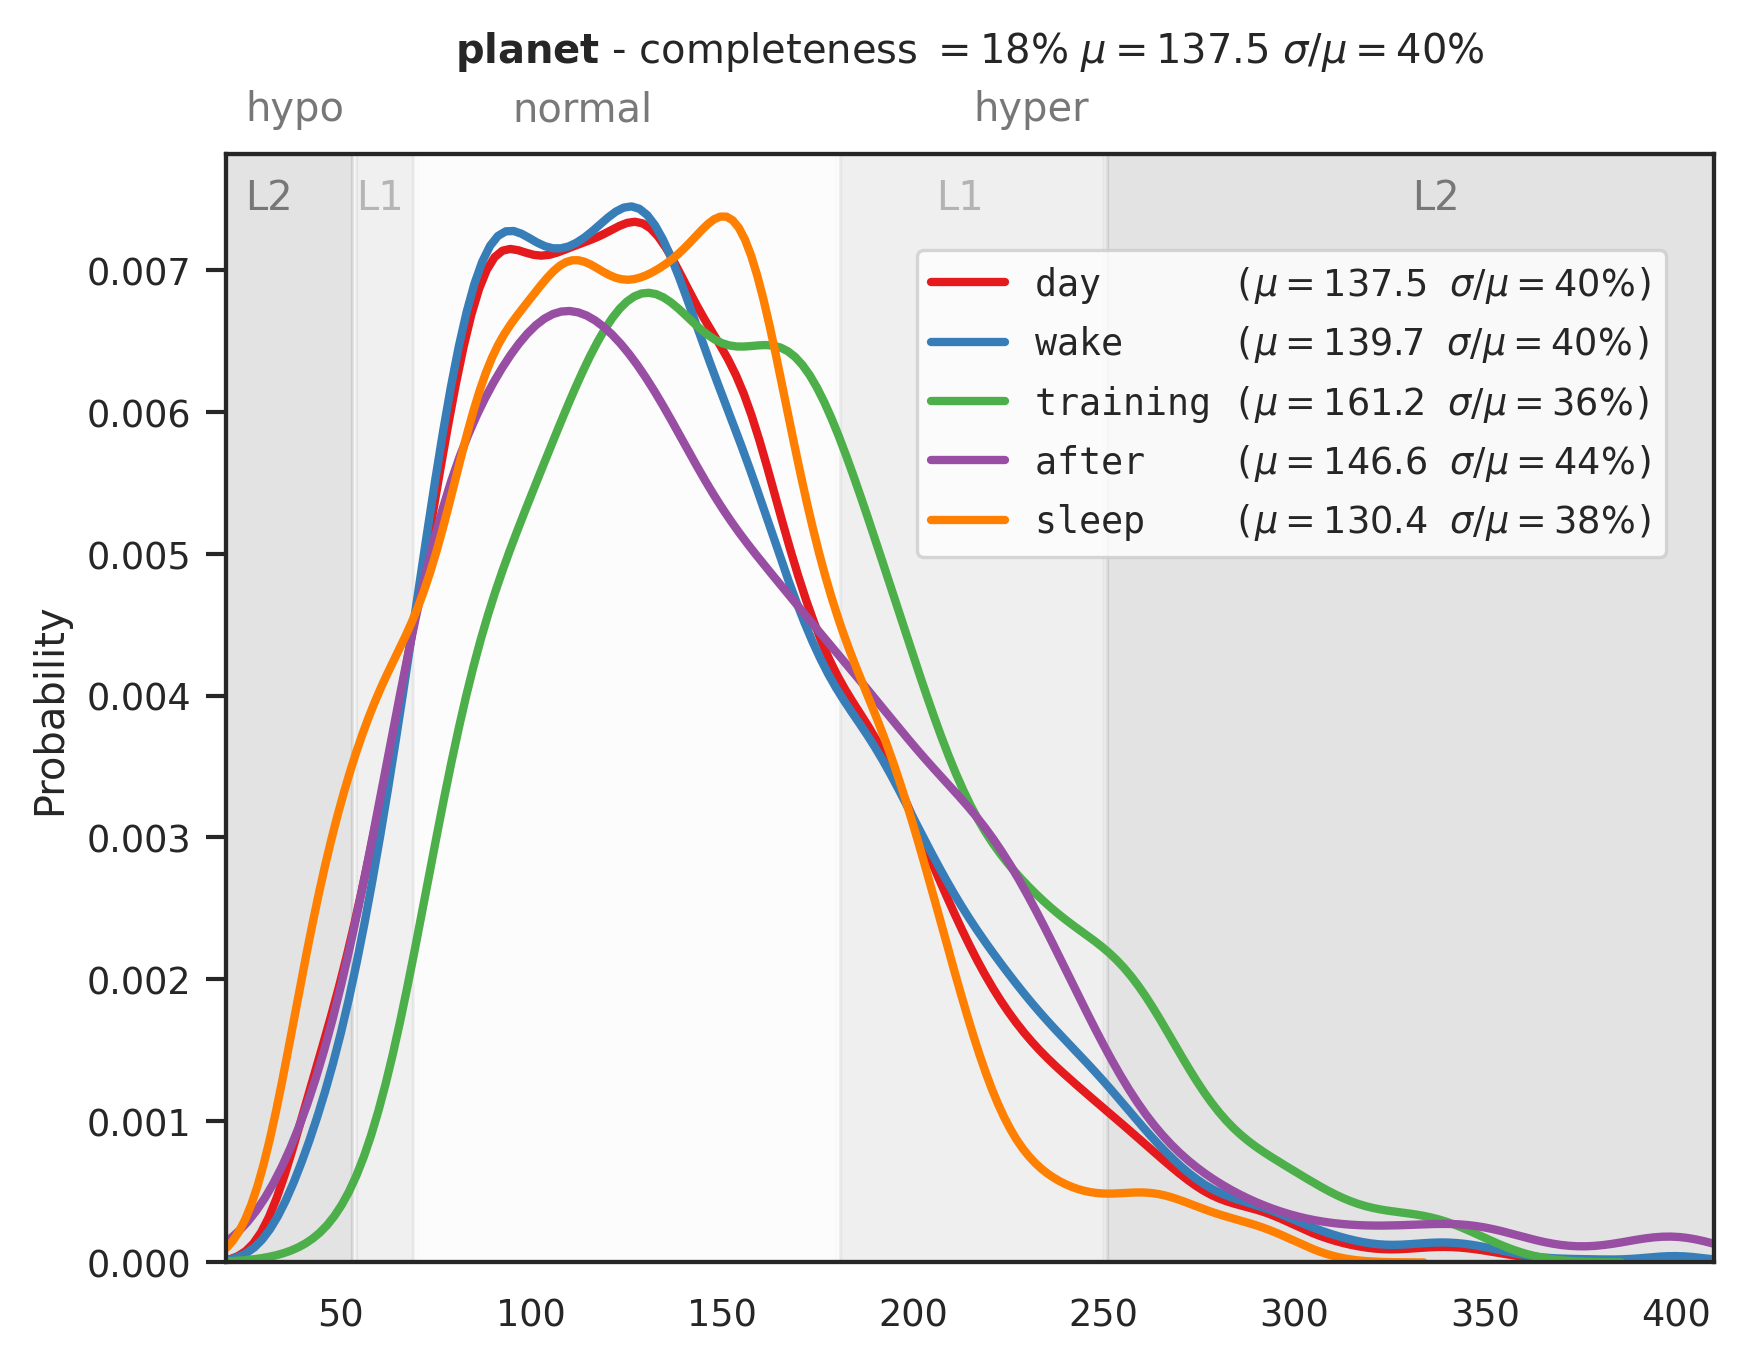 planet - completeness = 18% μ = 137.5 σ/μ = 40%
hypo normal hyper
L2 L1 L1 L2
day (μ = 137.5 σ/μ = 40%)
wake (μ = 139.7 σ/μ = 40%)
training (μ = 161.2 σ/μ = 36%)
after (μ = 146.6 σ/μ = 44%)
sleep (μ = 130.4 σ/μ = 38%)
Probability
0.007
0.006
0.005
0.004
0.003
0.002
0.001
0.000
50 100 150 200 250 300 350 400